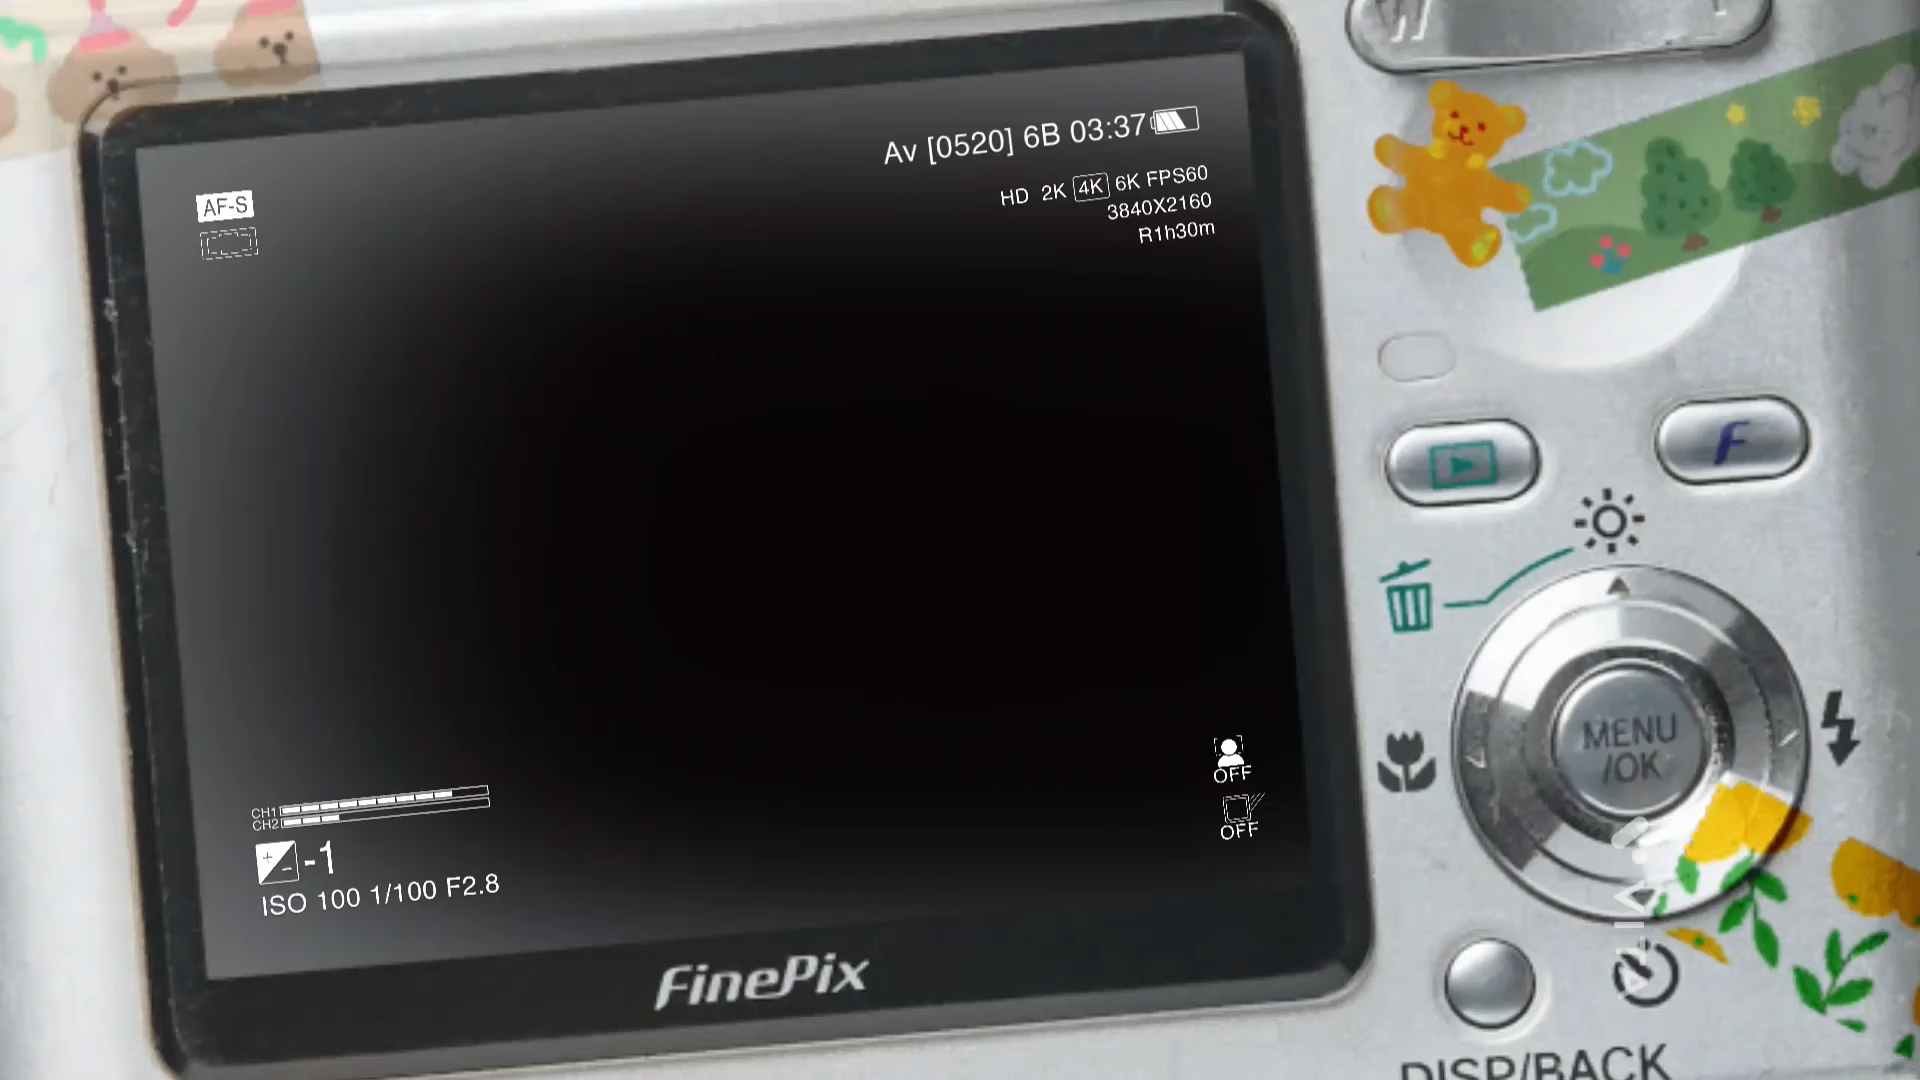 W T
Av [0520] 6B 03:37
HD 2K 4K 6K FPS60
3840X2160
R1h30m
AF-S
F
MENU
/OK
OFF
OFF
CH1
CH2
-1
ISO 100 1/100 F2.8
FinePix
DISP/BACK